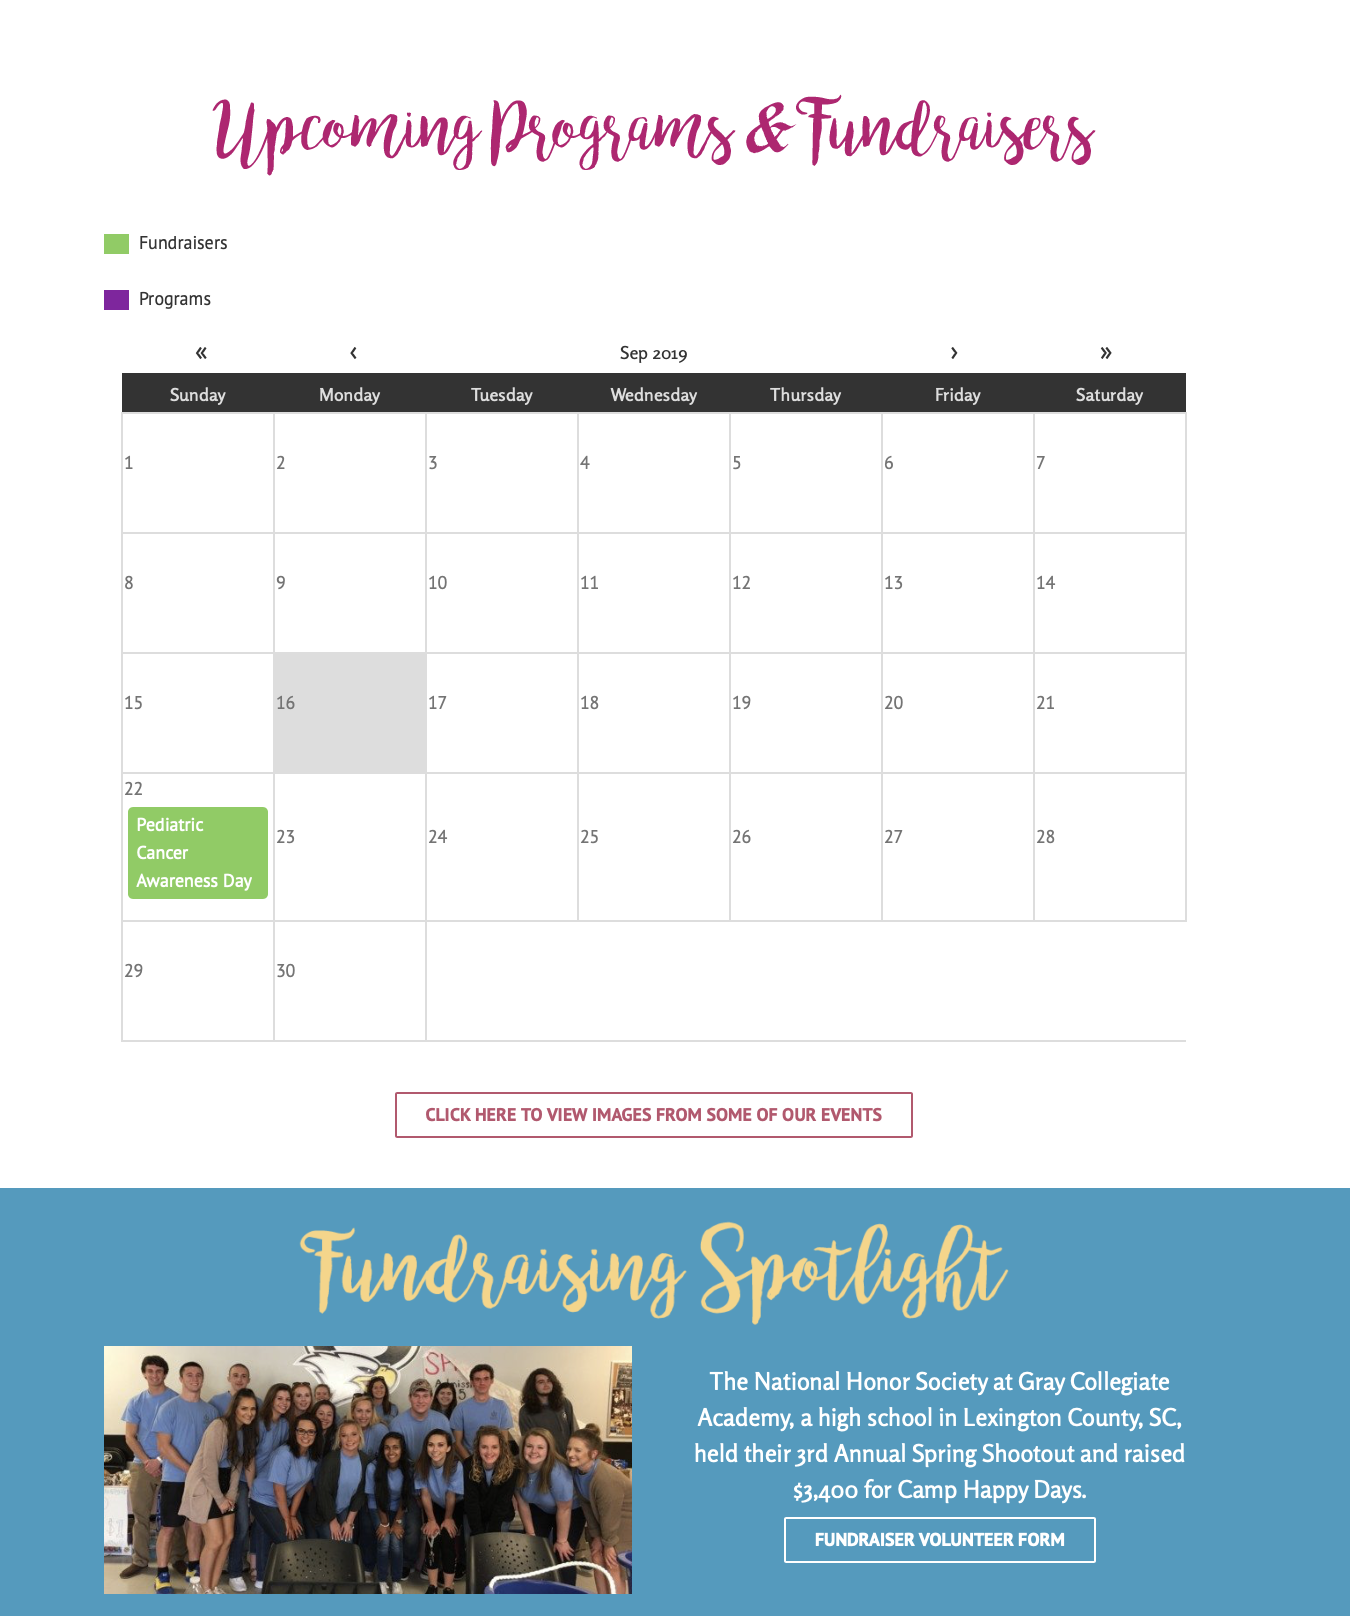 Upcoming Programs & Fundraisers
Fundraisers
Programs
« ‹ Sep 2019 › »
Sunday Monday Tuesday Wednesday Thursday Friday Saturday
1 2 3 4 5 6 7
8 9 10 11 12 13 14
15 16 17 18 19 20 21
22
Pediatric
Cancer
Awareness Day
23 24 25 26 27 28
29 30
CLICK HERE TO VIEW IMAGES FROM SOME OF OUR EVENTS
Fundraising Spotlight
The National Honor Society at Gray Collegiate
Academy, a high school in Lexington County, SC,
held their 3rd Annual Spring Shootout and raised
$3,400 for Camp Happy Days.
FUNDRAISER VOLUNTEER FORM